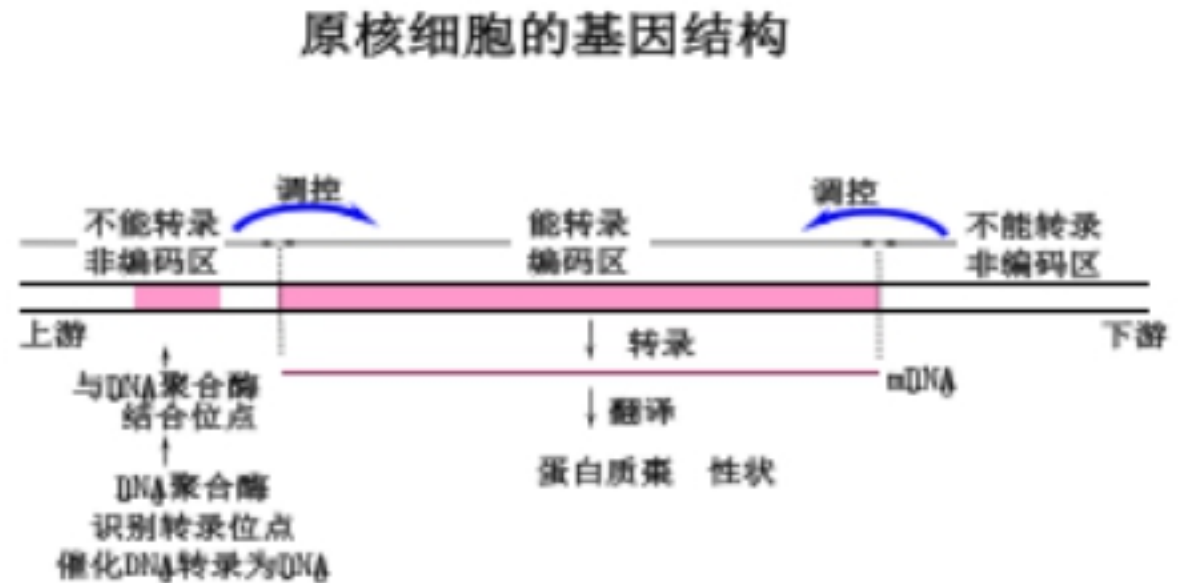 原核细胞的基因结构
调控
调控
不能转录
能转录
不能转录
非编码区
编码区
非编码区
上游
下游
转录
与DNA聚合酶
结合位点
mDNA
翻译
DNA聚合酶
蛋白质棗 性状
识别转录位点
催化DNA转录为DNA